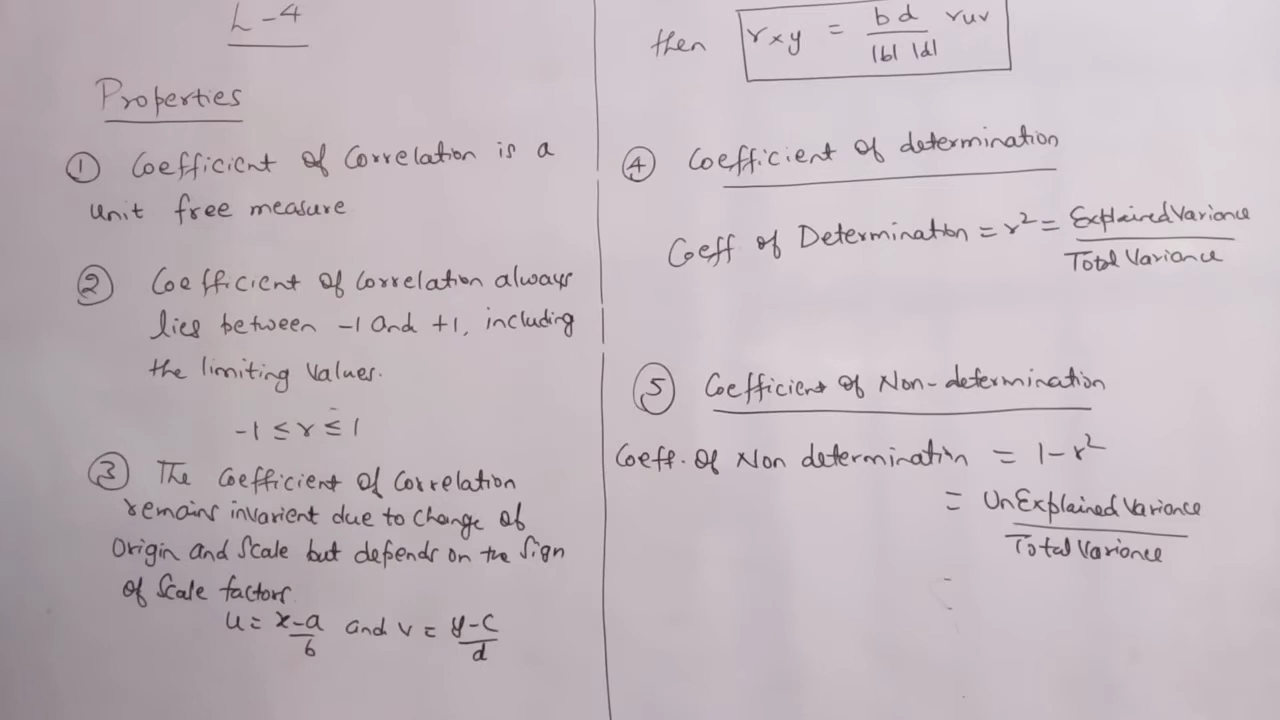 L-4
Properties
① Coefficient of Correlation is a
unit free measure
② Coefficient of Correlation always
lies between -1 and +1, including
the limiting values.
-1 ≤ r ≤ 1
③ The Coefficient of Correlation
remains invarient due to change of
Origin and Scale but depends on the Sign
of Scale factors.
u = x-a/b and v = y-c/d
then rxy = bd/|b| |d| ruv
④ Coefficient of determination
Coeff of Determination = r² = Explained Variance/Total Variance
⑤ Coefficient of Non-determination
Coeff. of Non determination = 1-r²
= UnExplained Variance/Total Variance